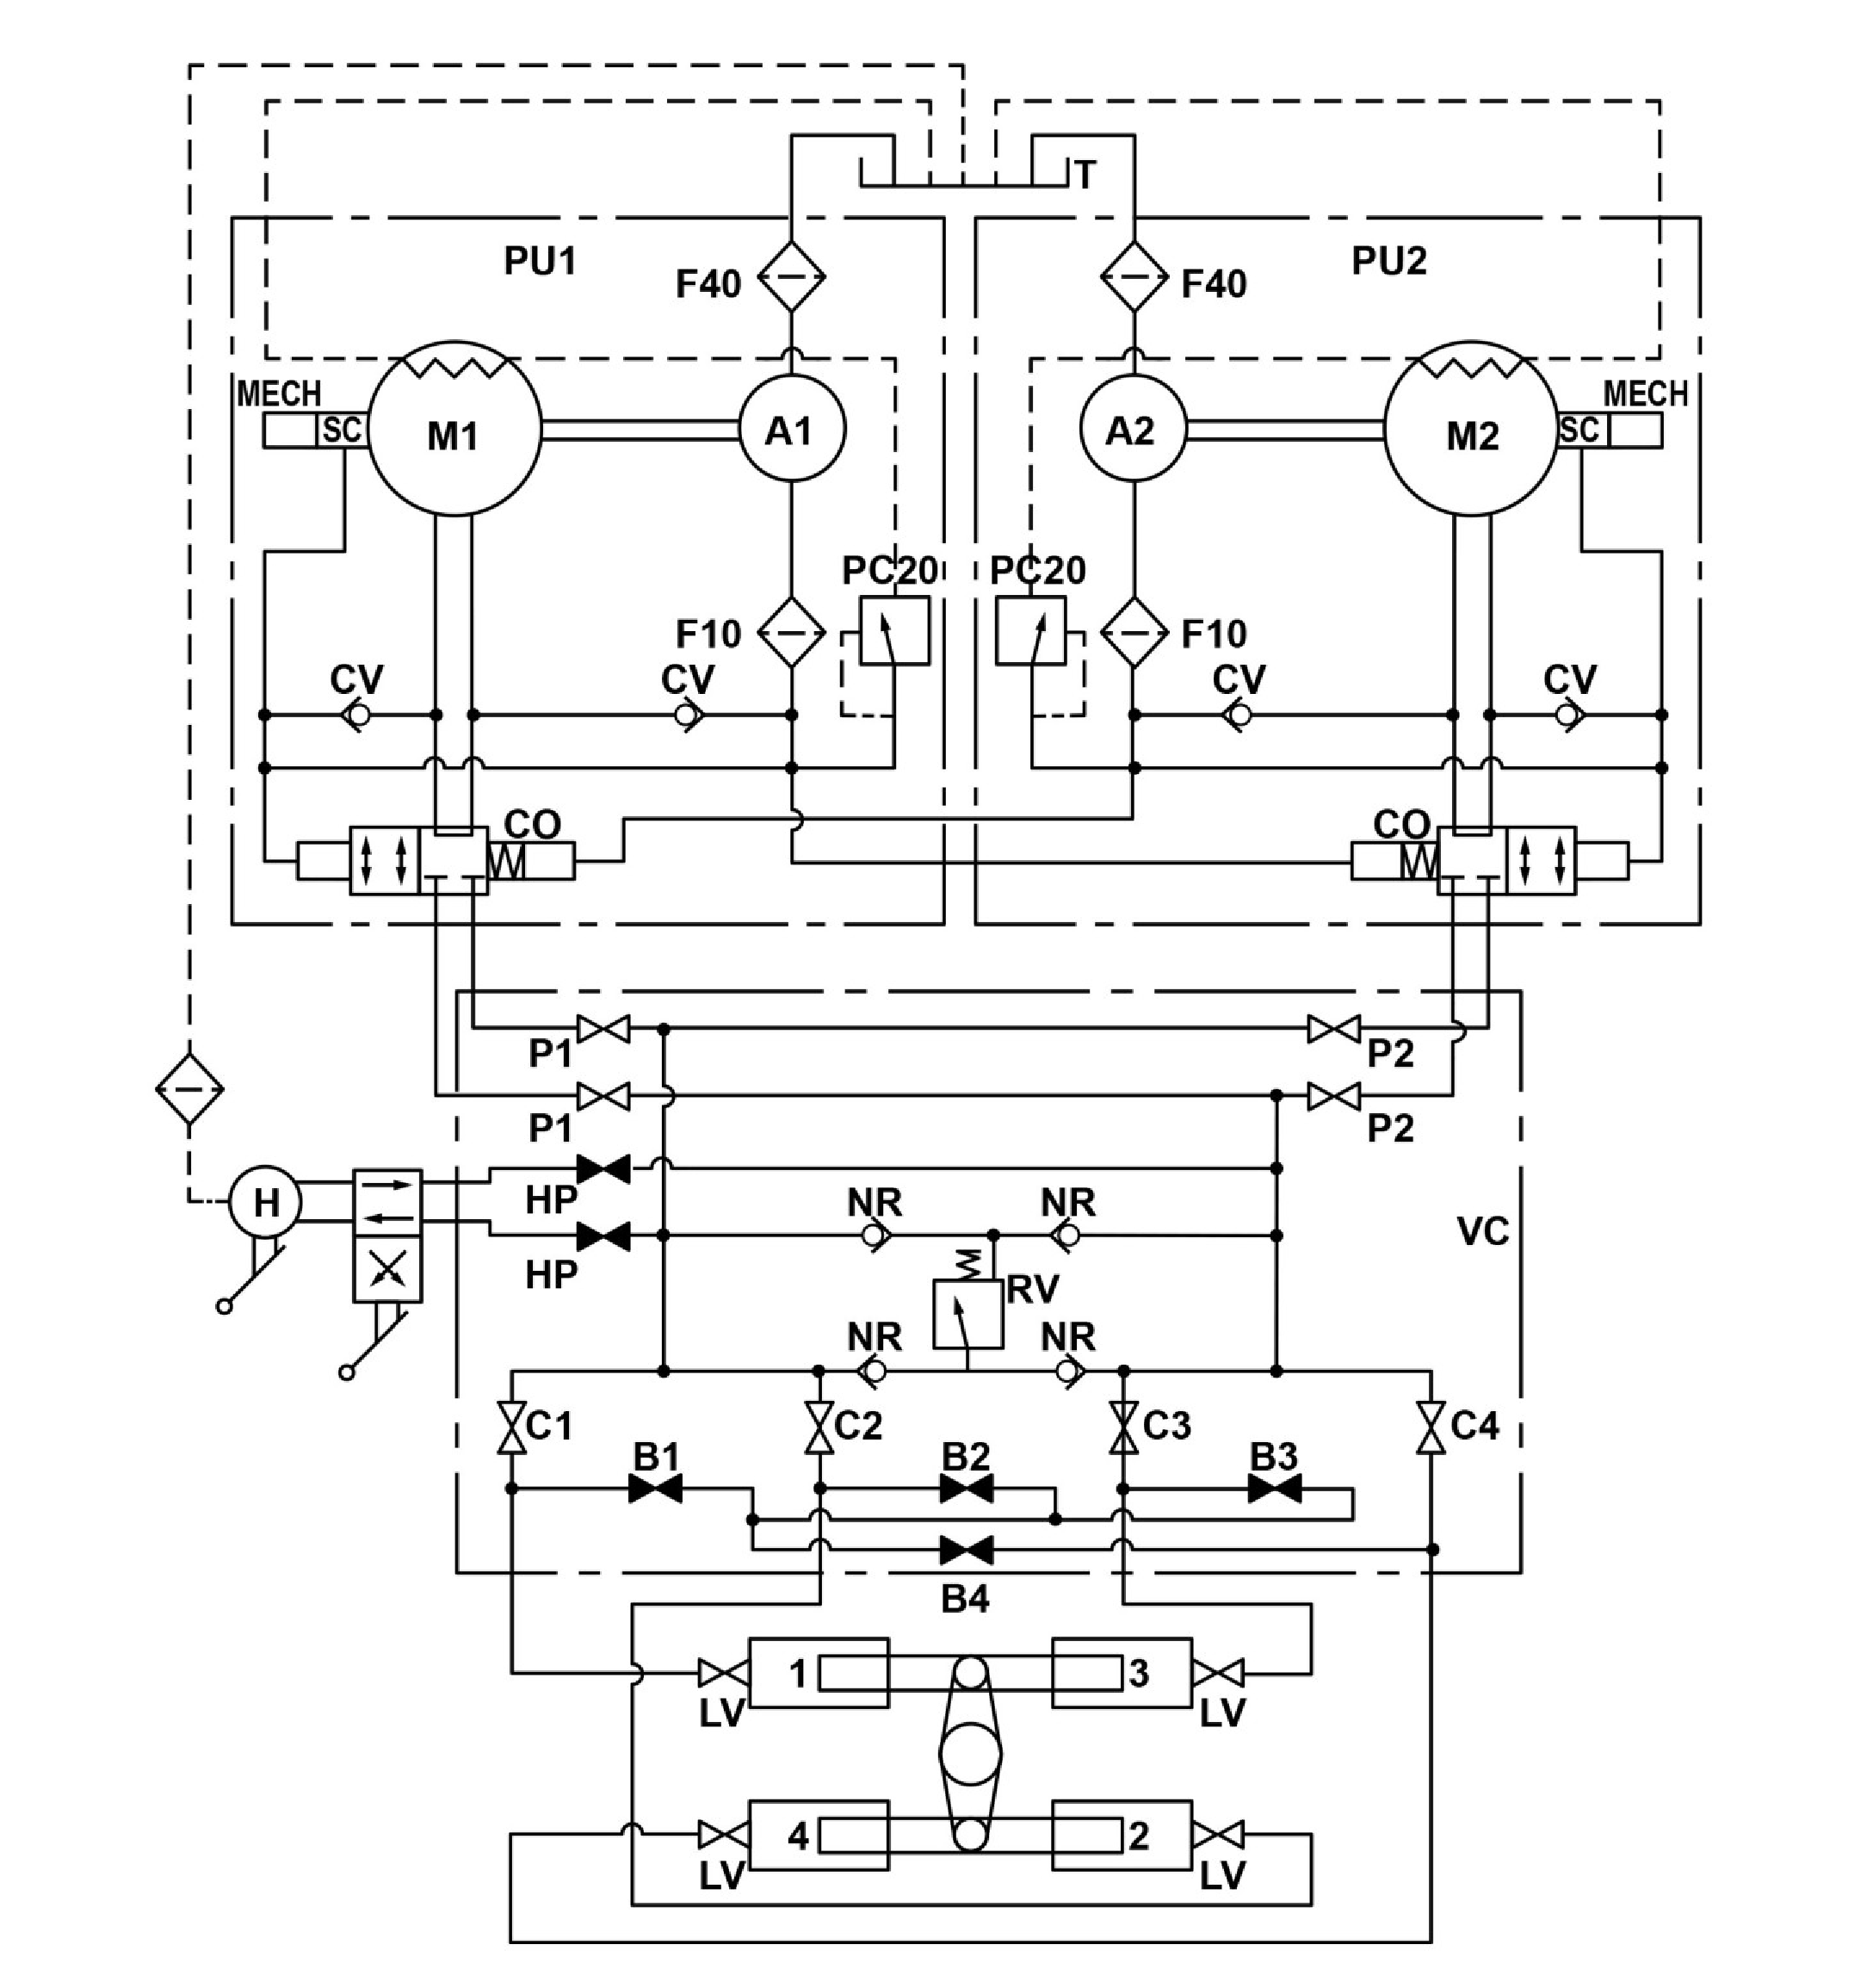 T
PU1
PU2
F40
F40
MECH
MECH
SC
M1
A1
A2
M2
SC
PC20
PC20
F10
F10
CV
CV
CV
CV
CO
CO
P1
P2
P1
P2
H
HP
NR
NR
VC
HP
RV
NR
NR
C1
C2
C3
C4
B1
B2
B3
B4
1
3
LV
LV
4
2
LV
LV